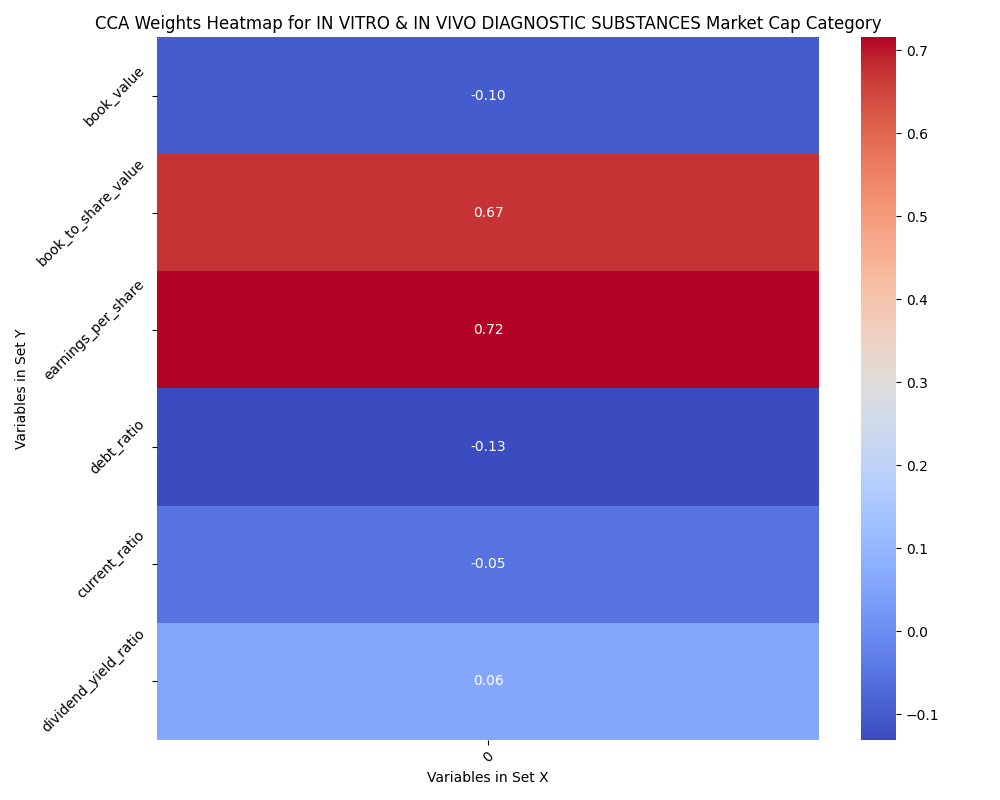 CCA Weights Heatmap for IN VITRO & IN VIVO DIAGNOSTIC SUBSTANCES Market Cap Category
Variables in Set Y
book_value
-0.10
book_to_share_value
0.67
earnings_per_share
0.72
debt_ratio
-0.13
current_ratio
-0.05
dividend_yield_ratio
0.06
0
Variables in Set X
0.7
0.6
0.5
0.4
0.3
0.2
0.1
0.0
−0.1